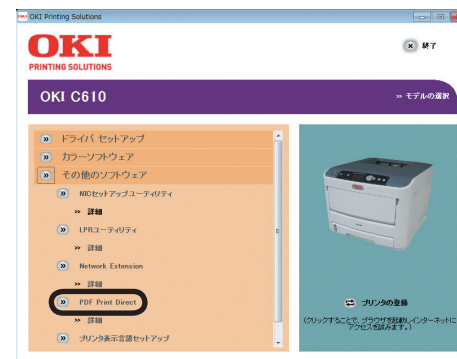 OKI Printing Solutions
OKI
PRINTING SOLUTIONS
終了
OKI C610
モデルの選択
ドライバ セットアップ
カラーソフトウェア
その他のソフトウェア
NICセットアップユーティリティ
詳細
LPRユーティリティ
詳細
Network Extension
詳細
PDF Print Direct
詳細
プリンタ表示言語セットアップ
プリンタの登録
(クリックすることで、ブラウザを起動し、インターネットに
アクセスを試みます。)